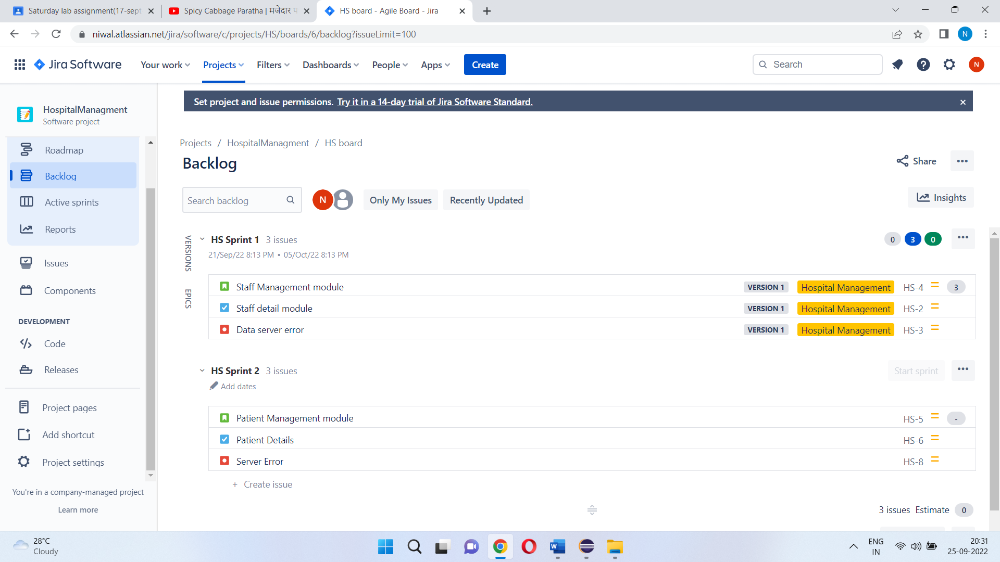 Saturday lab assignment(17-sept
Spicy Cabbage Paratha | मजेदार प
HS board - Agile Board - Jira
niwal.atlassian.net/jira/software/c/projects/HS/boards/6/backlog?issueLimit=100
N
Jira Software
Your work
Projects
Filters
Dashboards
People
Apps
Create
Search
N
HospitalManagment
Software project
Roadmap
Backlog
Active sprints
Reports
Issues
Components
DEVELOPMENT
Code
Releases
Project pages
Add shortcut
Project settings
You're in a company-managed project
Learn more
Set project and issue permissions. Try it in a 14-day trial of Jira Software Standard.
Projects / HospitalManagment / HS board
Backlog
Share
Search backlog
N
Only My Issues
Recently Updated
Insights
VERSIONS
EPICS
HS Sprint 1 3 issues
0 3 0
21/Sep/22 8:13 PM • 05/Oct/22 8:13 PM
Staff Management module VERSION 1 Hospital Management HS-4 3
Staff detail module VERSION 1 Hospital Management HS-2
Data server error VERSION 1 Hospital Management HS-3
HS Sprint 2 3 issues
Start sprint
Add dates
Patient Management module HS-5 -
Patient Details HS-6
Server Error HS-8
+ Create issue
3 issues Estimate 0
28°C
Cloudy
W
ENG
IN
20:31
25-09-2022